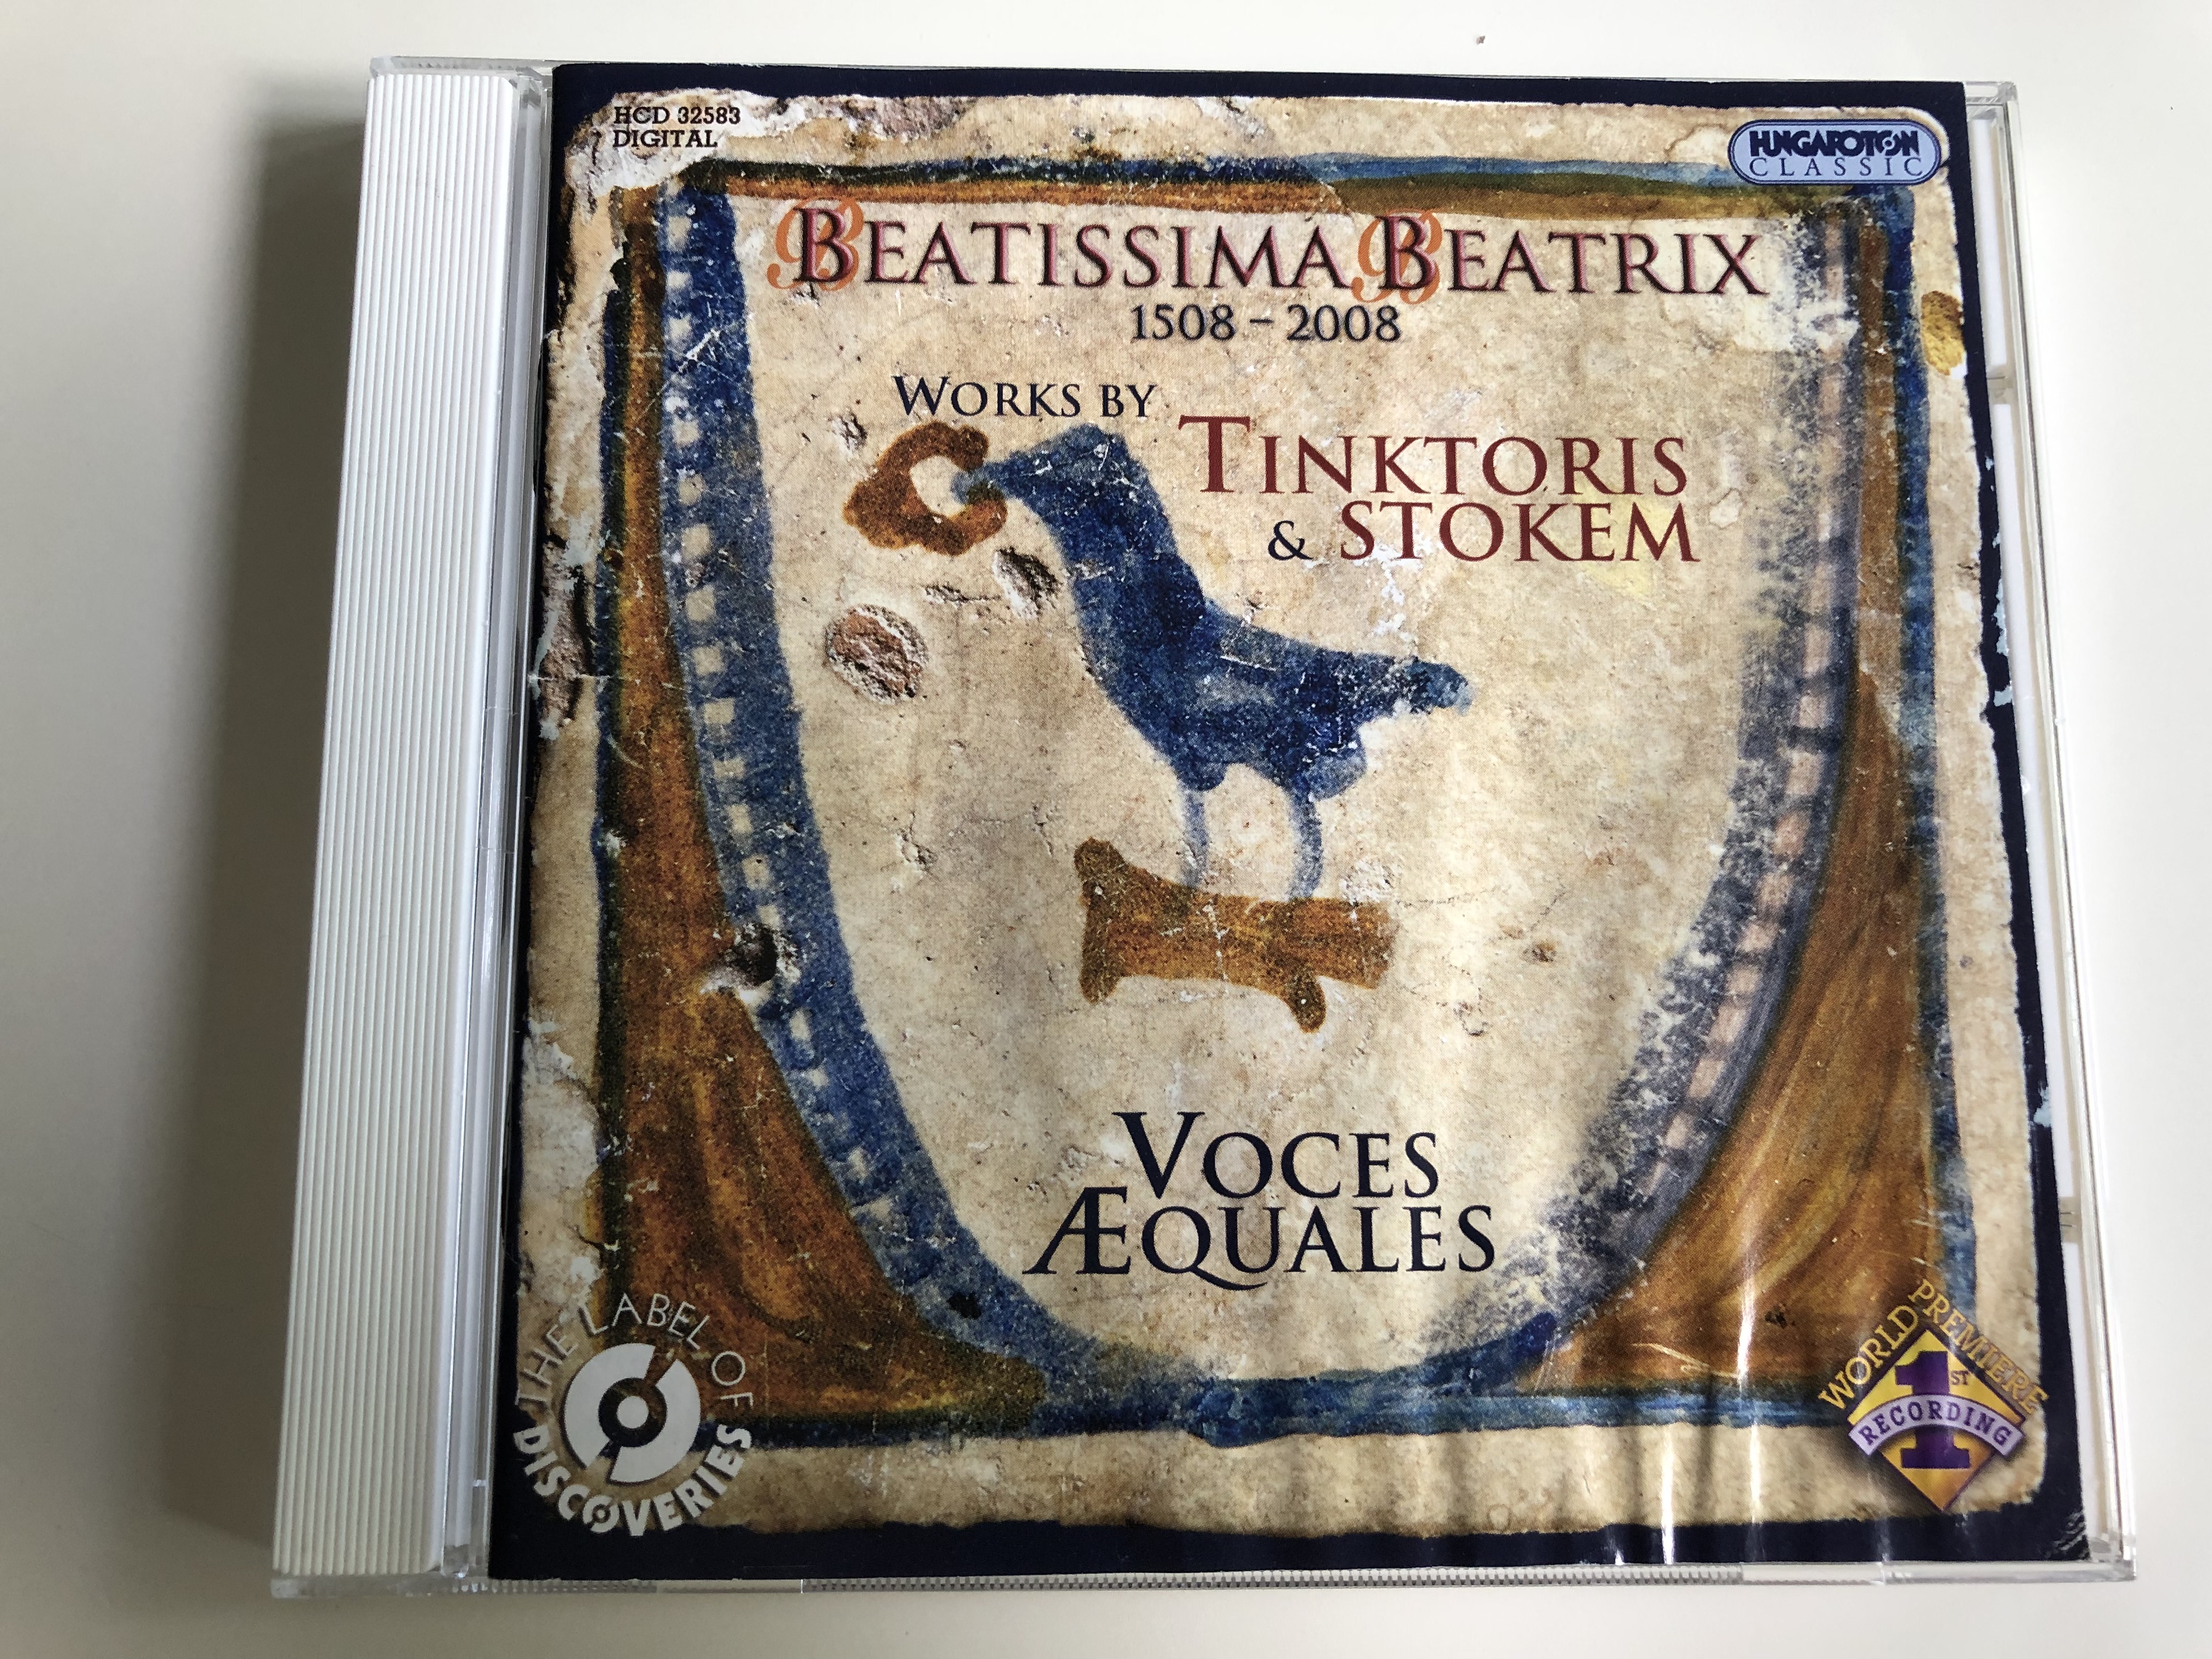 HCD 32583
DIGITAL
HUNGAROTON
CLASSIC
BEATISSIMA BEATRIX
1508 – 2008
WORKS BY
TINKTORIS
& STOKEM
VOCES
ÆQUALES
THE LABEL OF
DISCOVERIES
WORLD PREMIERE
1ST
RECORDING